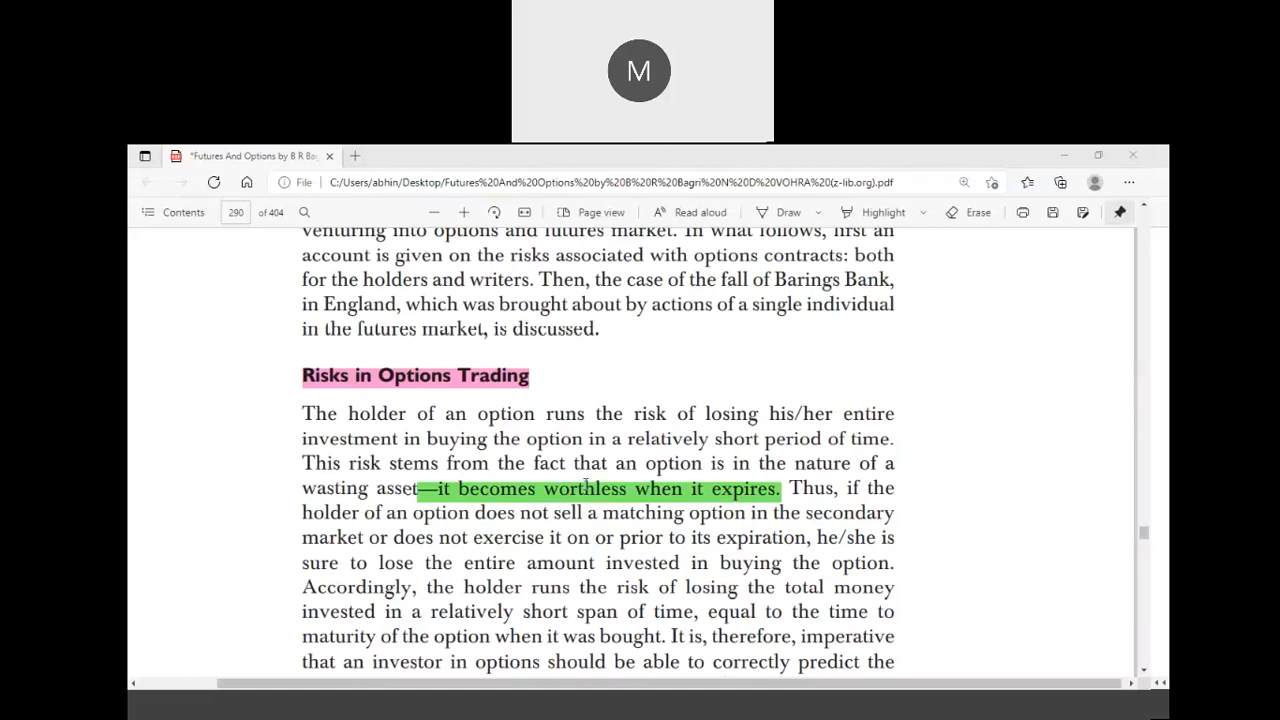 M
*Futures And Options by B R Bag
File C:/Users/abhin/Desktop/Futures%20And%20Options%20by%20B%20R%20Bagri%20N%20D%20VOHRA%20(z-lib.org).pdf
Contents 290 of 404 Page view Read aloud Draw Highlight Erase
venturing into options and futures market. In what follows, first an
account is given on the risks associated with options contracts: both
for the holders and writers. Then, the case of the fall of Barings Bank,
in England, which was brought about by actions of a single individual
in the futures market, is discussed.
Risks in Options Trading
The holder of an option runs the risk of losing his/her entire
investment in buying the option in a relatively short period of time.
This risk stems from the fact that an option is in the nature of a
wasting asset—it becomes worthless when it expires. Thus, if the
holder of an option does not sell a matching option in the secondary
market or does not exercise it on or prior to its expiration, he/she is
sure to lose the entire amount invested in buying the option.
Accordingly, the holder runs the risk of losing the total money
invested in a relatively short span of time, equal to the time to
maturity of the option when it was bought. It is, therefore, imperative
that an investor in options should be able to correctly predict the